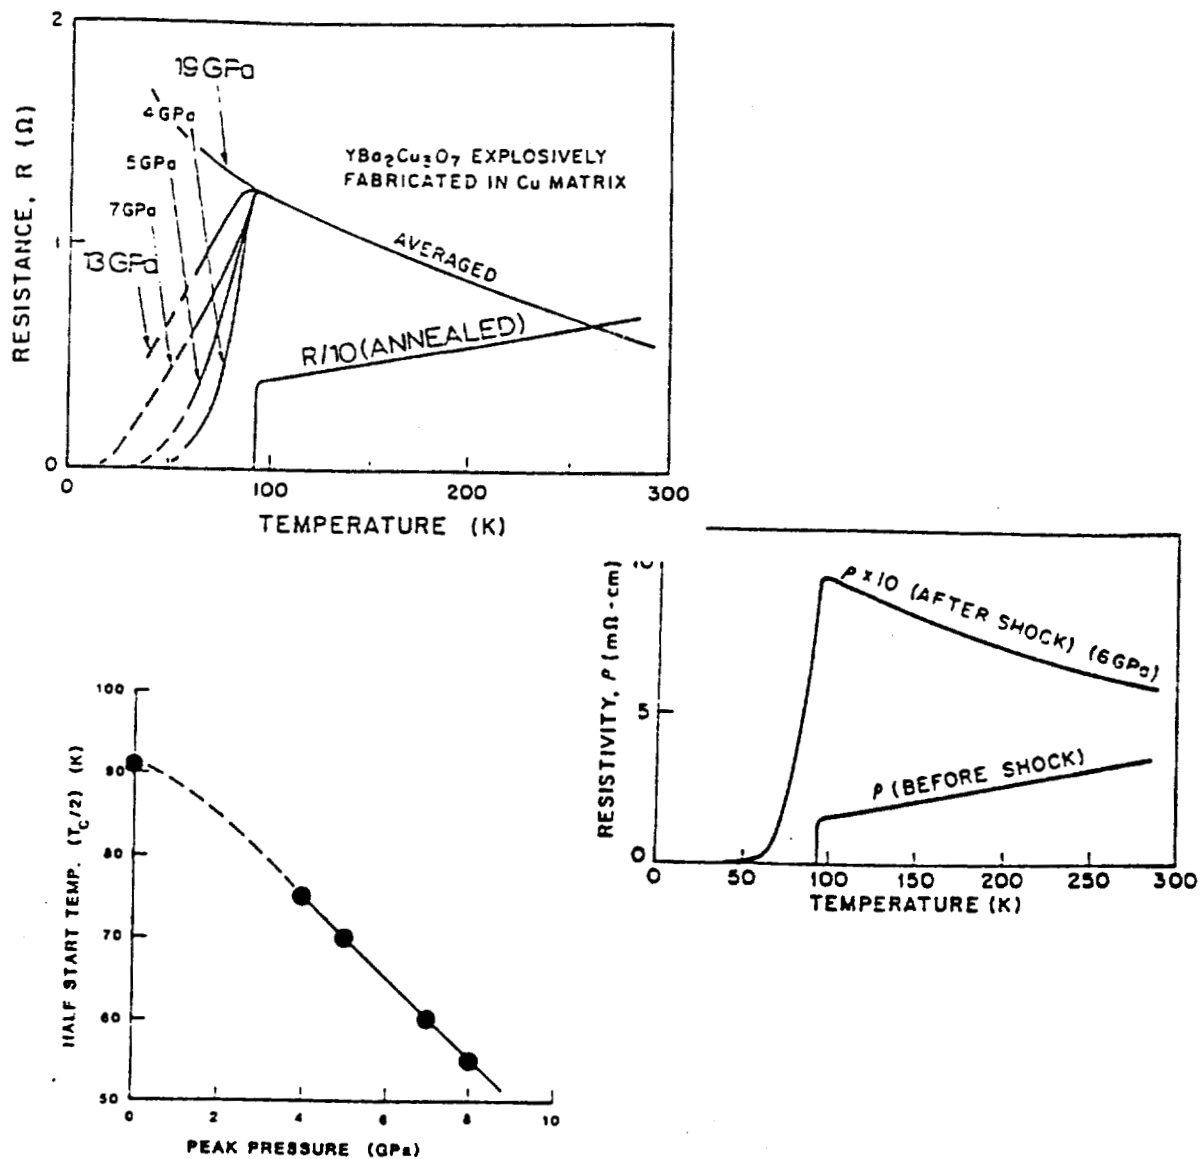 2
19GPa
4GPa
5GPa
7GPa
13GPa
1
0
RESISTANCE, R (Ω)
YBa₂Cu₃O₇ EXPLOSIVELY
FABRICATED IN Cu MATRIX
AVERAGED
R/10 (ANNEALED)
0 100 200 300
TEMPERATURE (K)
10
5
0
RESISTIVITY, ρ (mΩ-cm)
ρ x10 (AFTER SHOCK) (6GPa)
ρ (BEFORE SHOCK)
0 50 100 150 200 250 300
TEMPERATURE (K)
100
90
80
70
60
50
HALF START TEMP. (T_C/2) (K)
0 2 4 6 8 10
PEAK PRESSURE (GPa)